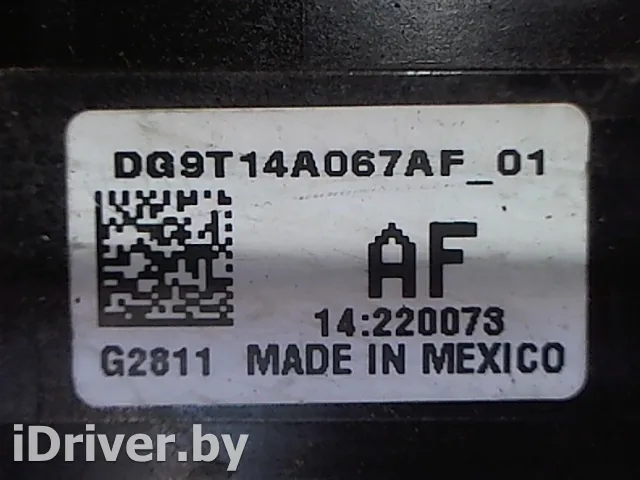 DG9T14A067AF_01
AF
14:220073
G2811 MADE IN MEXICO
iDriver.by